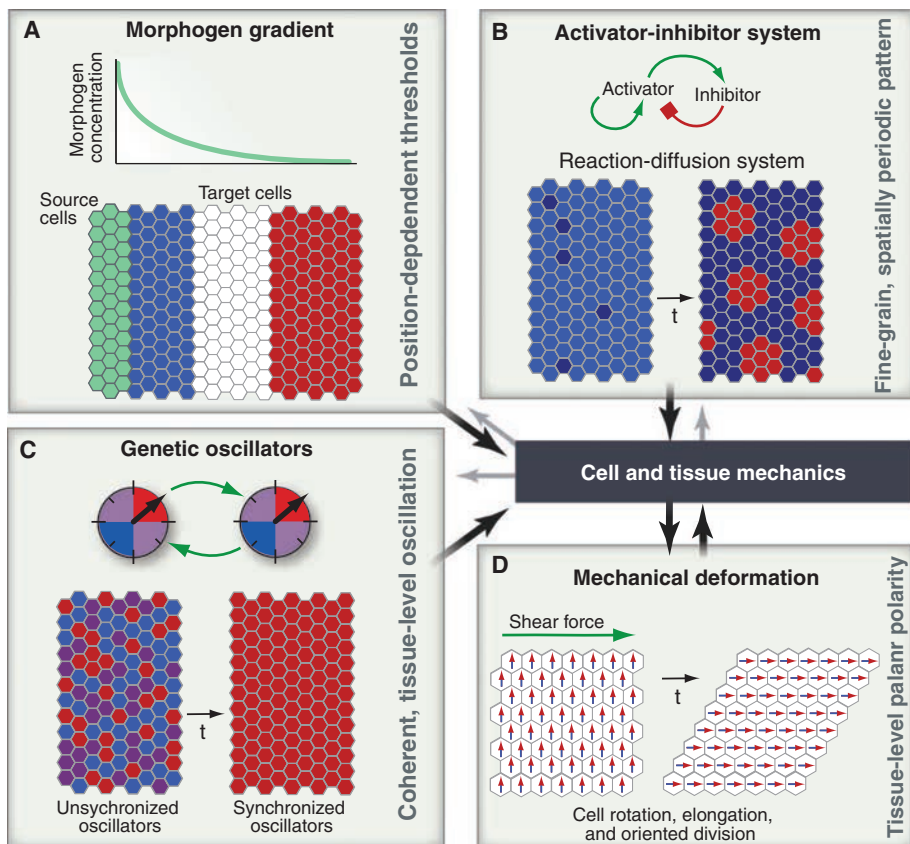 A
Morphogen gradient
Morphogen
concentration
Source
cells
Target cells
Position-depdendent thresholds
B
Activator-inhibitor system
Activator
Inhibitor
Reaction-diffusion system
t
Fine-grain, spatially periodic pattern
C
Genetic oscillators
t
Unsychronized
oscillators
Synchronized
oscillators
Coherent, tissue-level oscillation
Cell and tissue mechanics
D
Mechanical deformation
Shear force
t
Cell rotation, elongation,
and oriented division
Tissue-level palanr polarity